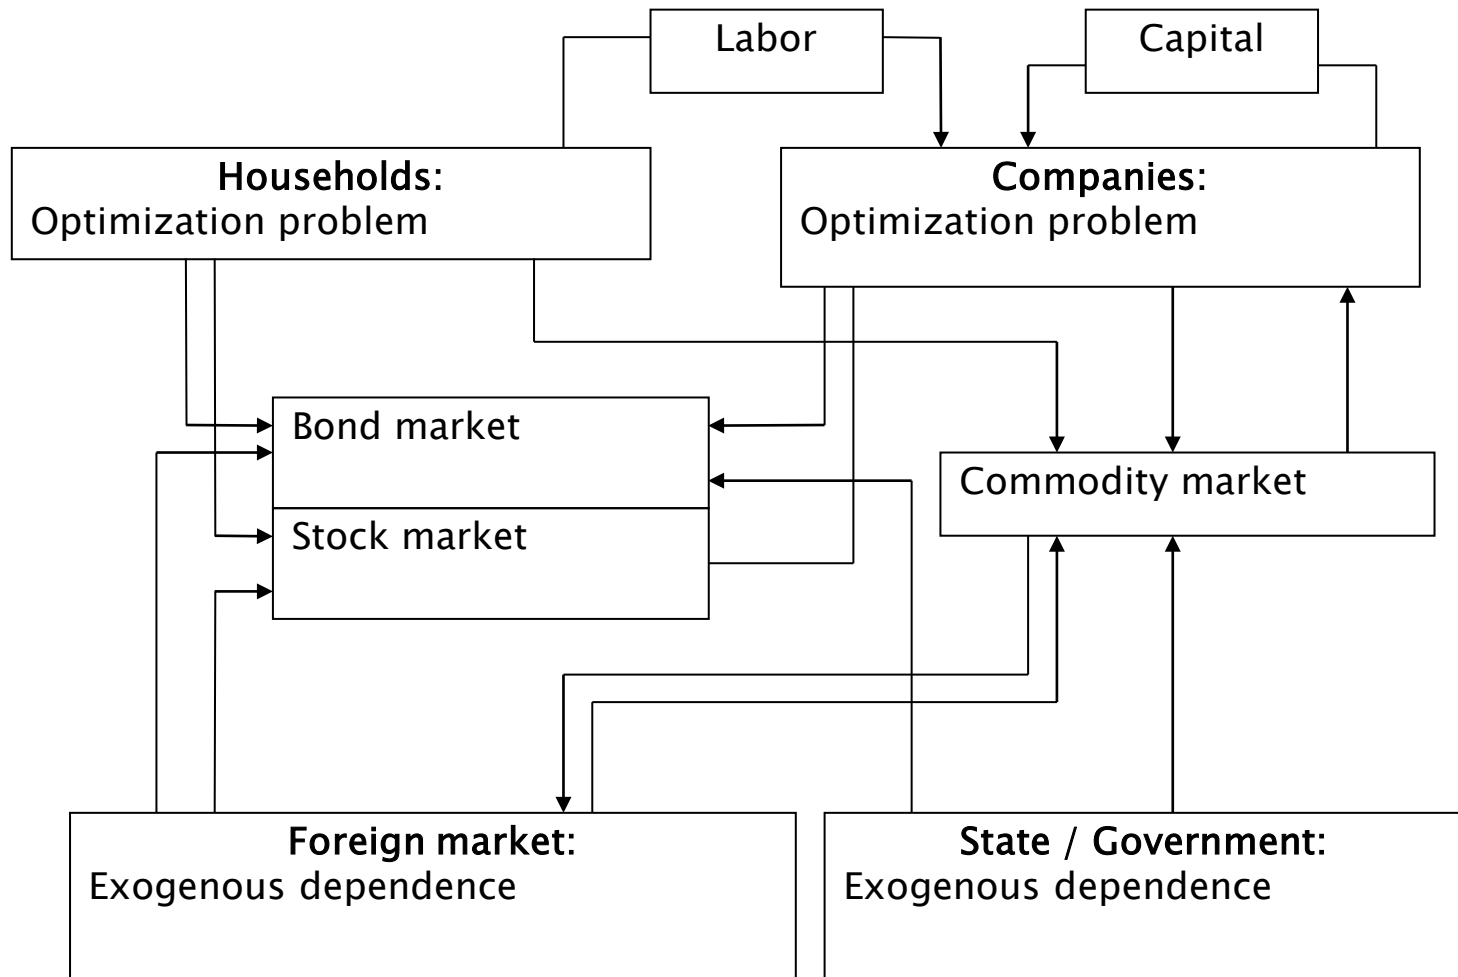 Labor
Capital
Households:
Optimization problem
Companies:
Optimization problem
Bond market
Commodity market
Stock market
Foreign market:
Exogenous dependence
State / Government:
Exogenous dependence